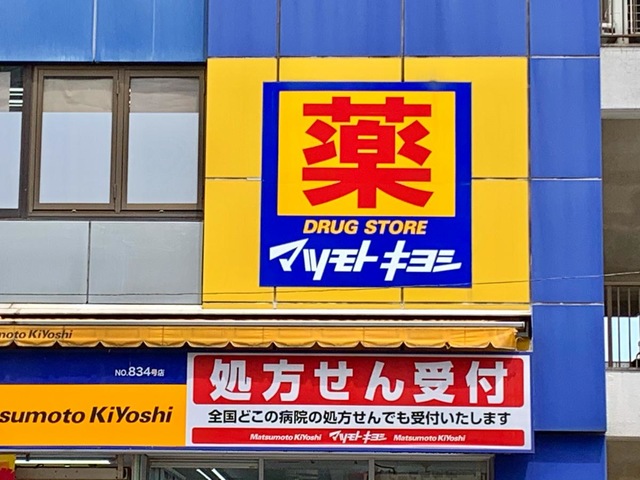 薬
DRUG STORE
マツモトキヨシ
moto KiYoshi
NO.834号店
sumoto KiYoshi
処方せん受付
全国どこの病院の処方せんでも受付いたします
Matsumoto KiYoshi マツモトキヨシ Matsumoto KiYoshi